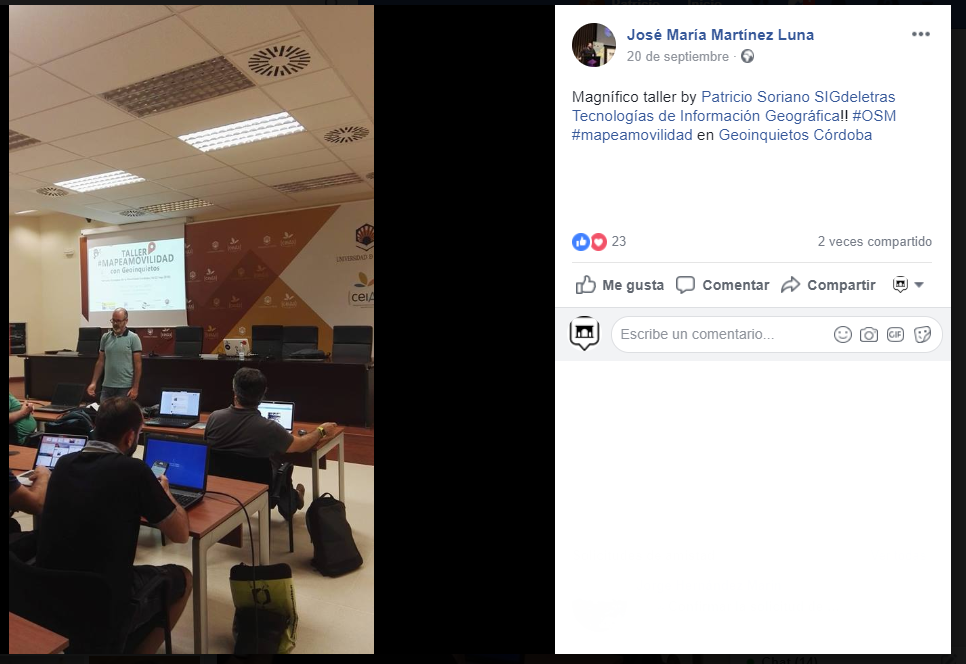 TALLER
#MAPEAMOVILIDAD
con Geoinquietos
ceiA3
José María Martínez Luna
20 de septiembre ·
Magnífico taller by Patricio Soriano SIGdeletras
Tecnologías de Información Geográfica!! #OSM
#mapeamovilidad en Geoinquietos Córdoba
23
2 veces compartido
Me gusta
Comentar
Compartir
Escribe un comentario...
GIF